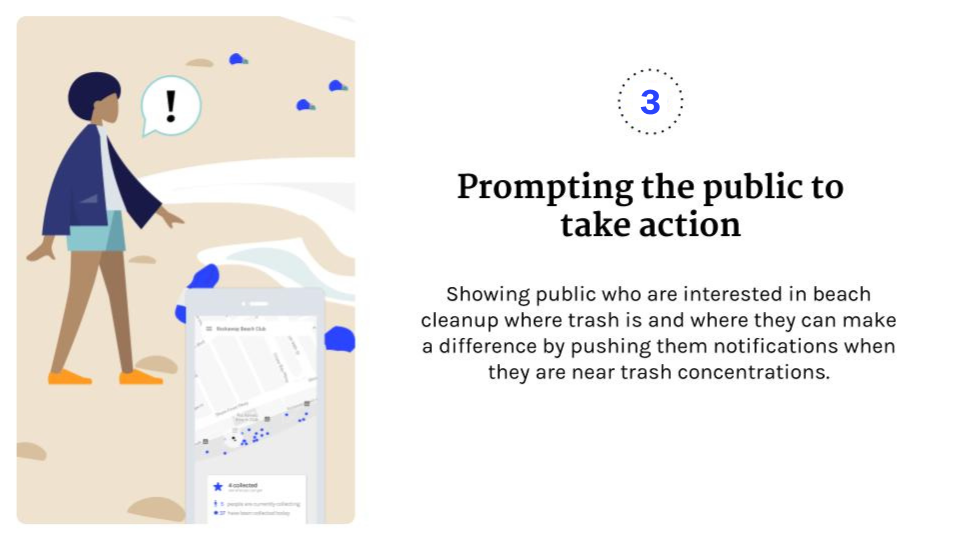 !
3
Prompting the public to
take action
Showing public who are interested in beach
cleanup where trash is and where they can make
a difference by pushing them notifications when
they are near trash concentrations.
Rockaway Beach Club
4 collected
5 people are currently collecting
37 have been collected today